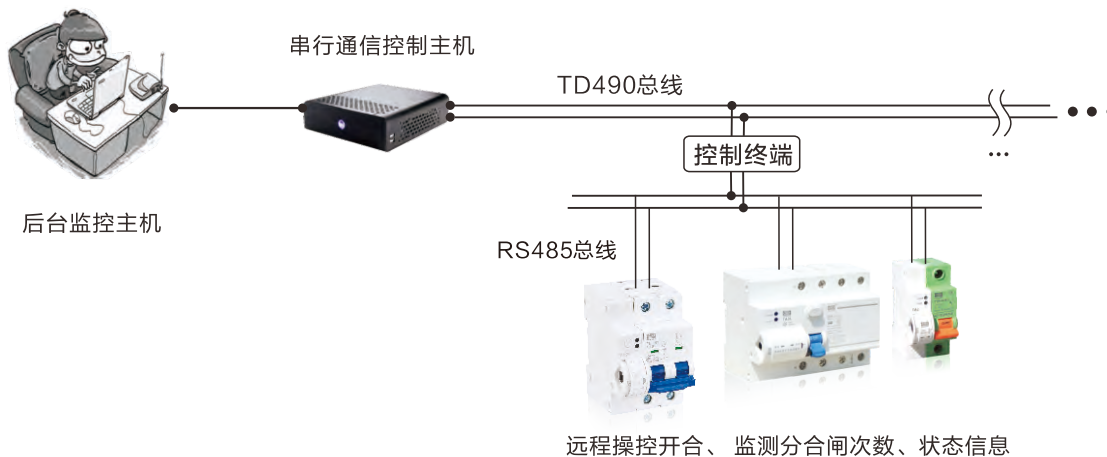 串行通信控制主机
TD490总线
控制终端
...
后台监控主机
RS485总线
远程操控开合、监测分合闸次数、状态信息